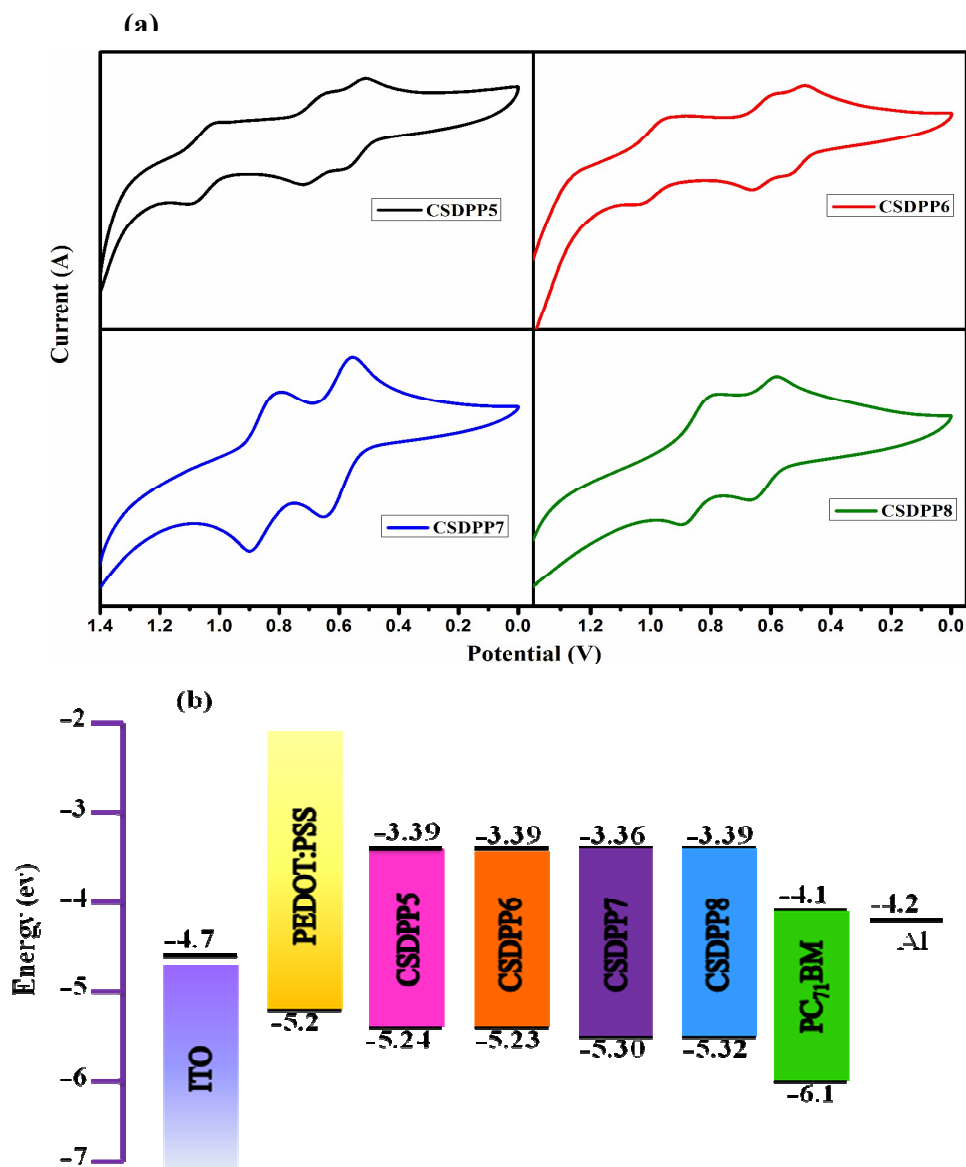 (a)
CSDPP5
CSDPP6
CSDPP7
CSDPP8
Current (A)
1.4 1.2 1.0 0.8 0.6 0.4 0.2 0.0 1.2 1.0 0.8 0.6 0.4 0.2 0.0
Potential (V)
(b)
Energy (ev)
–2
–3
–4
–5
–6
–7
–4.7
ITO
PEDOT:PSS
–5.2
–3.39
CSDPP5
–5.24
–3.39
CSDPP6
–5.23
–3.36
CSDPP7
–5.30
–3.39
CSDPP8
–5.32
–4.1
PC₇₁BM
–6.1
–4.2
Al